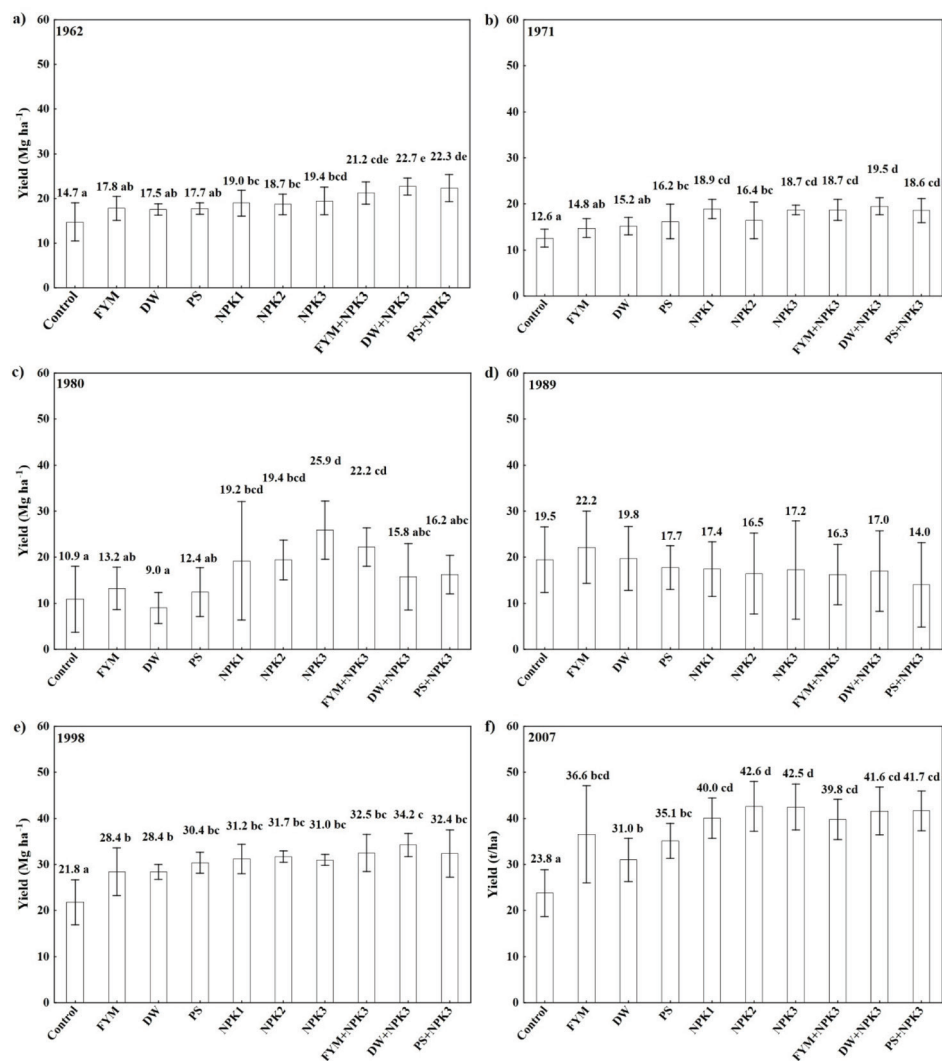 a)
1962
Yield (Mg ha⁻¹)
60
50
40
30
20
10
0
14.7 a
17.8 ab
17.5 ab
17.7 ab
19.0 bc
18.7 bc
19.4 bcd
21.2 cde
22.7 e
22.3 de
Control
FYM
DW
PS
NPK1
NPK2
NPK3
FYM+NPK3
DW+NPK3
PS+NPK3
b)
1971
Yield (Mg ha⁻¹)
60
50
40
30
20
10
0
12.6 a
14.8 ab
15.2 ab
16.2 bc
18.9 cd
16.4 bc
18.7 cd
18.7 cd
19.5 d
18.6 cd
Control
FYM
DW
PS
NPK1
NPK2
NPK3
FYM+NPK3
DW+NPK3
PS+NPK3
c)
1980
Yield (Mg ha⁻¹)
60
50
40
30
20
10
0
10.9 a
13.2 ab
9.0 a
12.4 ab
19.2 bcd
19.4 bcd
25.9 d
22.2 cd
15.8 abc
16.2 abc
Control
FYM
DW
PS
NPK1
NPK2
NPK3
FYM+NPK3
DW+NPK3
PS+NPK3
d)
1989
Yield (Mg ha⁻¹)
60
50
40
30
20
10
0
19.5
22.2
19.8
17.7
17.4
16.5
17.2
16.3
17.0
14.0
Control
FYM
DW
PS
NPK1
NPK2
NPK3
FYM+NPK3
DW+NPK3
PS+NPK3
e)
1998
Yield (Mg ha⁻¹)
60
50
40
30
20
10
0
21.8 a
28.4 b
28.4 b
30.4 bc
31.2 bc
31.7 bc
31.0 bc
32.5 bc
34.2 c
32.4 bc
Control
FYM
DW
PS
NPK1
NPK2
NPK3
FYM+NPK3
DW+NPK3
PS+NPK3
f)
2007
Yield (t/ha)
60
50
40
30
20
10
0
23.8 a
36.6 bcd
31.0 b
35.1 bc
40.0 cd
42.6 d
42.5 d
39.8 cd
41.6 cd
41.7 cd
Control
FYM
DW
PS
NPK1
NPK2
NPK3
FYM+NPK3
DW+NPK3
PS+NPK3